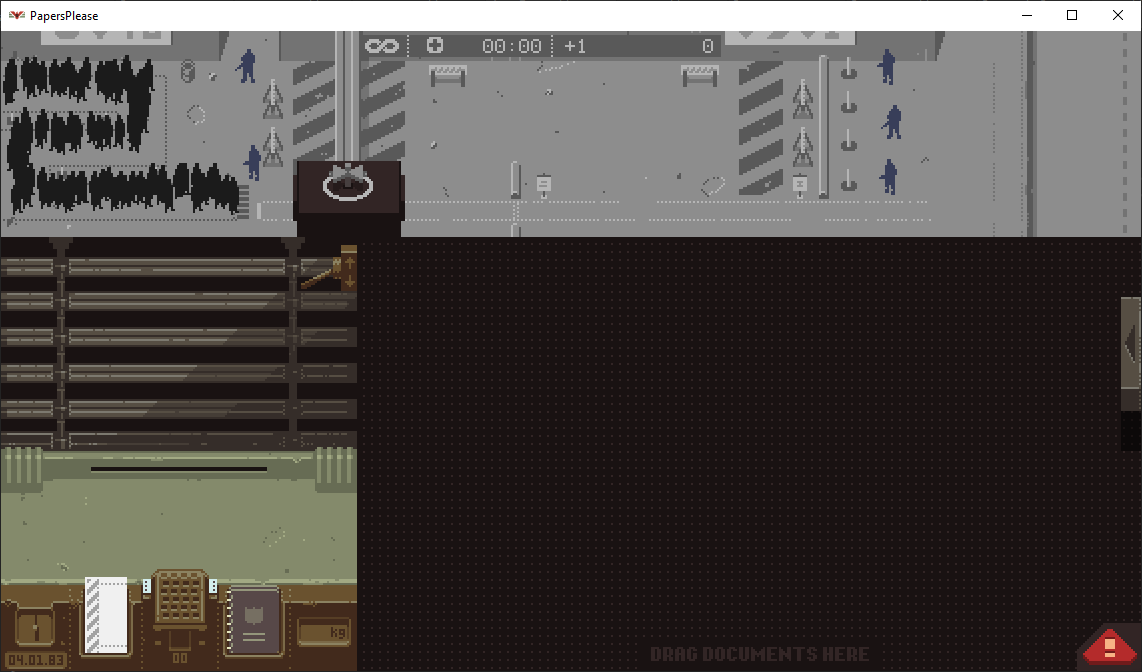 PapersPlease
00:00 +1 0
kg
04.01.83
00
DRAG DOCUMENTS HERE